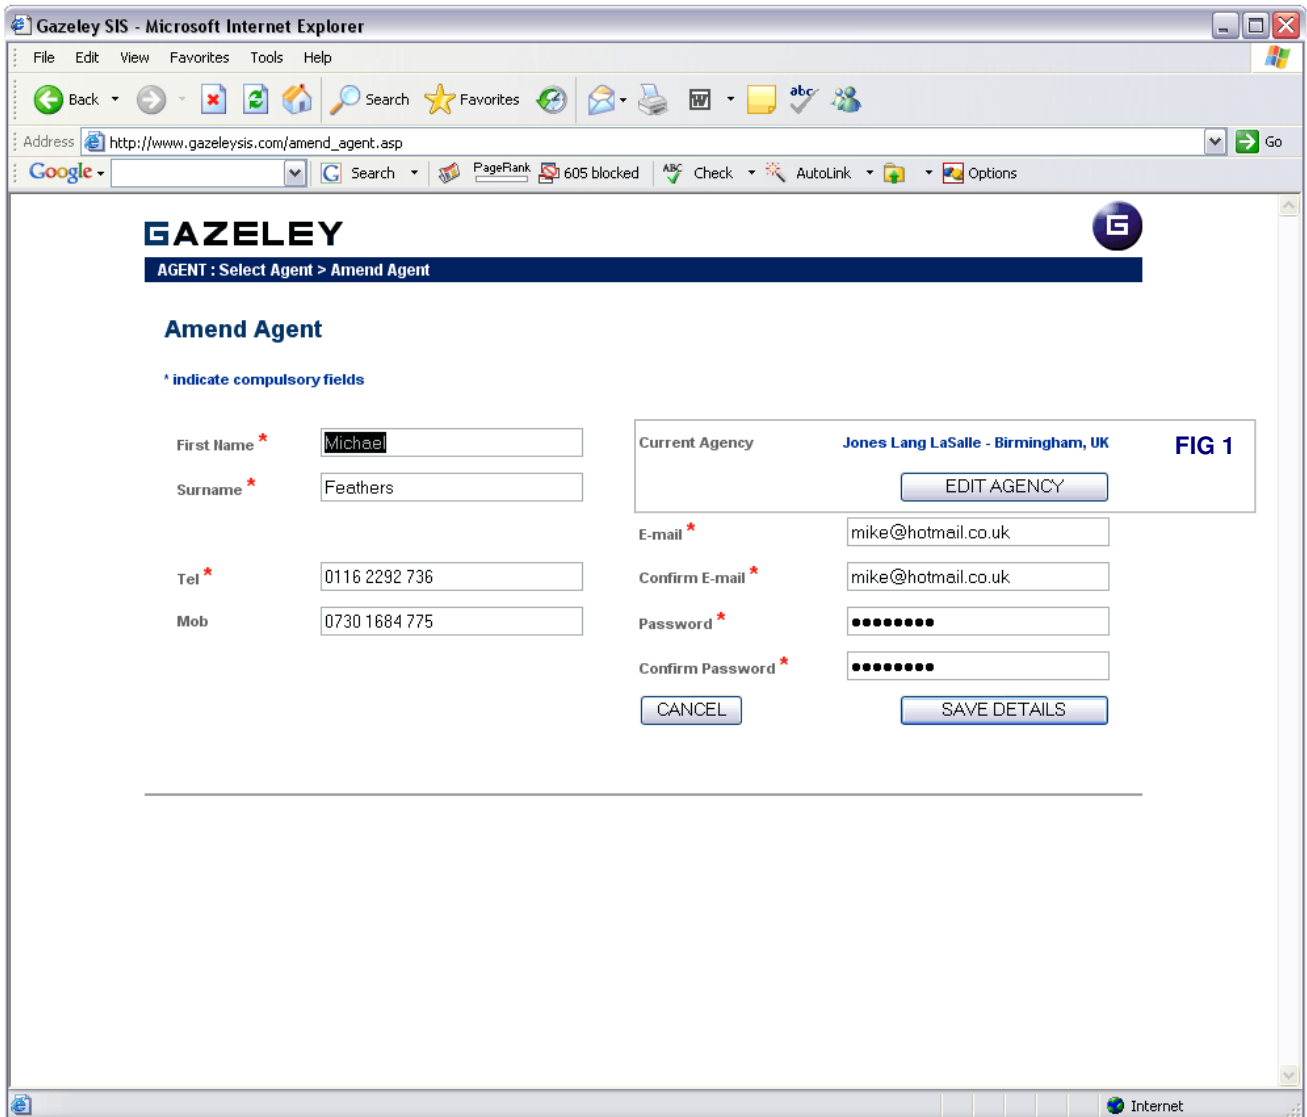 Gazeley SIS - Microsoft Internet Explorer
File Edit View Favorites Tools Help
Back Search Favorites
Address http://www.gazeleysis.com/amend_agent.asp Go
Google Search PageRank 605 blocked Check AutoLink Options
GAZELEY G
AGENT : Select Agent > Amend Agent
Amend Agent
* indicate compulsory fields
First Name * Michael
Surname * Feathers
Tel * 0116 2292 736
Mob 0730 1684 775
Current Agency Jones Lang LaSalle - Birmingham, UK FIG 1
EDIT AGENCY
E-mail * mike@hotmail.co.uk
Confirm E-mail * mike@hotmail.co.uk
Password * ••••••••
Confirm Password * ••••••••
CANCEL SAVE DETAILS
Internet